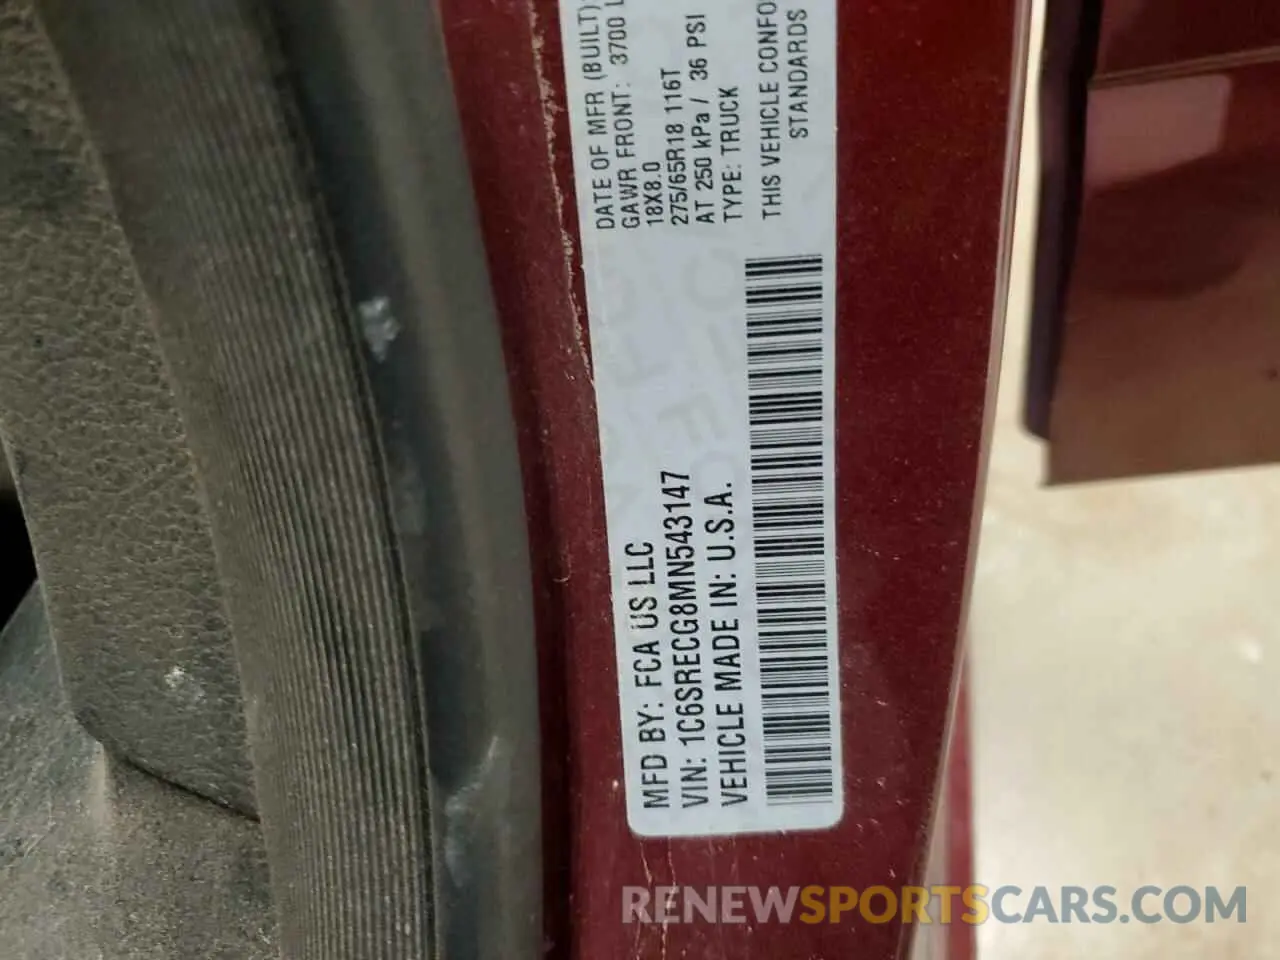 MFD BY: FCA US LLC
VIN: 1C6SRECG8MN543147
VEHICLE MADE IN: U.S.A.
DATE OF MFR (BUILT):
GAWR FRONT: 3700 L
18X8.0
275/65R18 116T
AT 250 kPa / 36 PSI
TYPE: TRUCK
THIS VEHICLE CONFO
STANDARDS
RENEWSPORTSCARS.COM